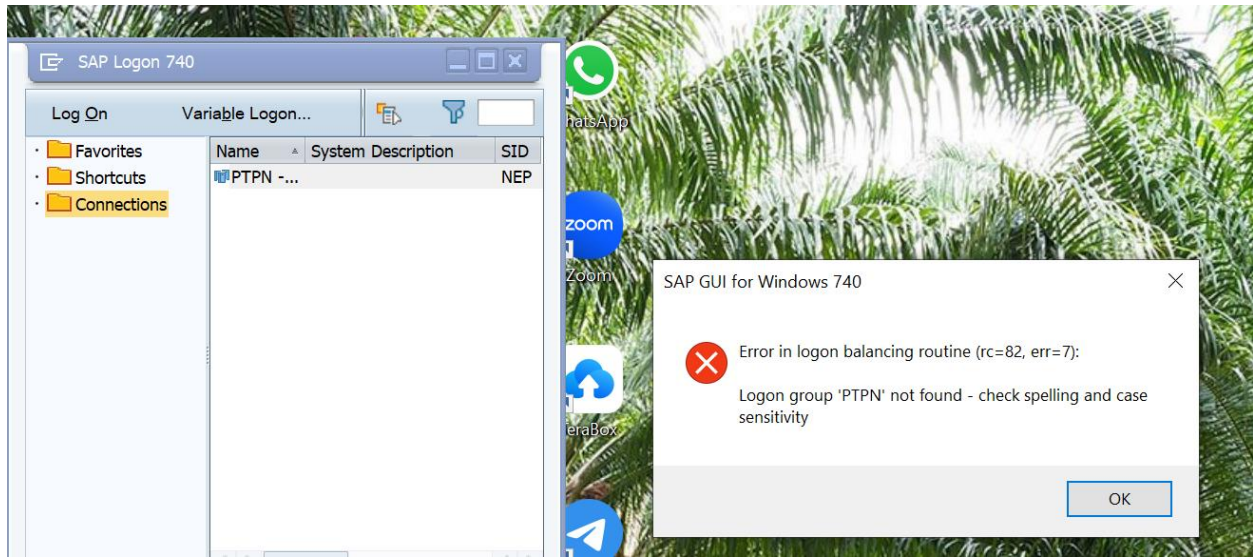 SAP Logon 740
Log On Variable Logon...
Favorites
Shortcuts
Connections
Name System Description SID
PTPN -... NEP
hatsApp
zoom
Zoom
eraBox
SAP GUI for Windows 740
Error in logon balancing routine (rc=82, err=7):
Logon group 'PTPN' not found - check spelling and case
sensitivity
OK